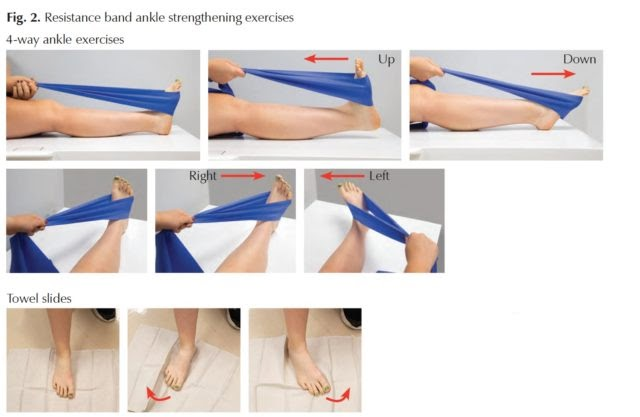 Fig. 2. Resistance band ankle strengthening exercises
4-way ankle exercises
Up
Down
Right
Left
Towel slides